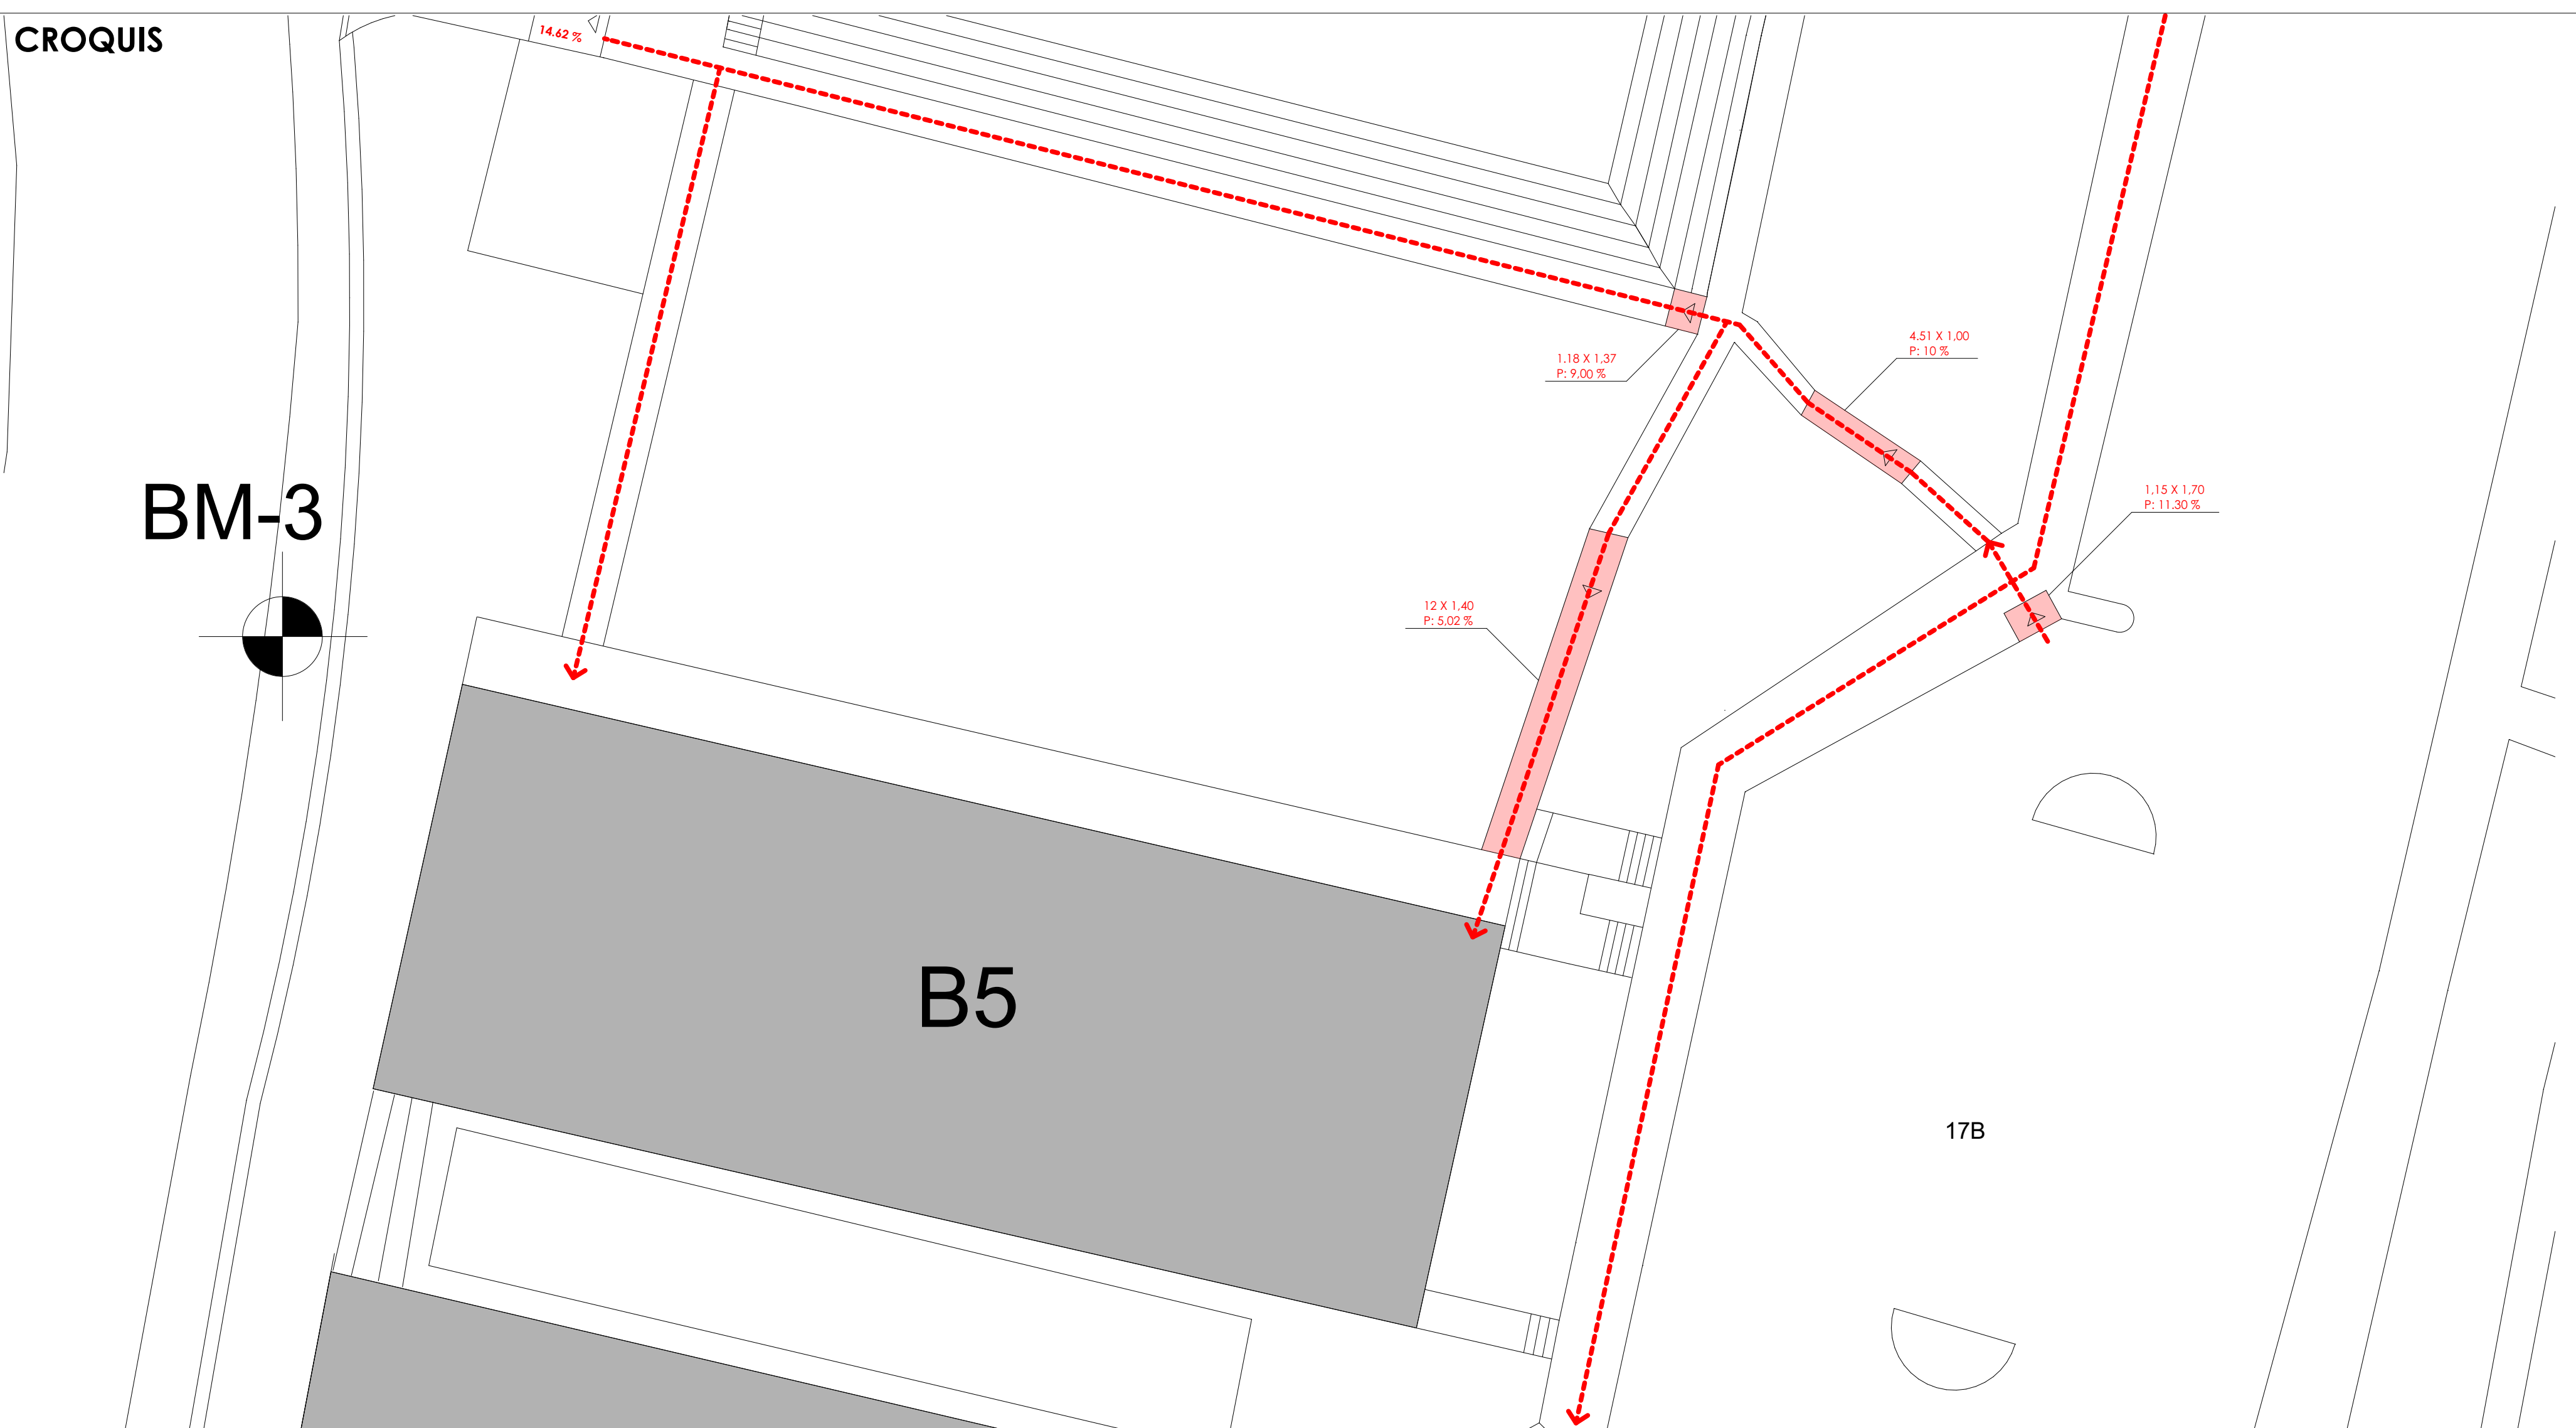 CROQUIS
14.62 %
1.18 X 1,37
P: 9,00 %
4.51 X 1,00
P: 10 %
BM-3
1,15 X 1,70
P: 11.30 %
12 X 1,40
P: 5,02 %
B5
17B